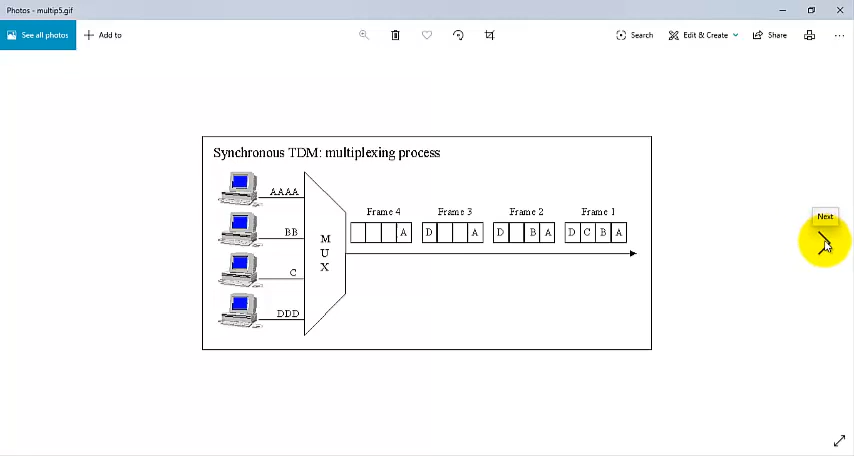 Photos - multip5.gif
See all photos
Add to
Search
Edit & Create
Share
Next
Synchronous TDM: multiplexing process
AAAA
BB
C
DDD
M
U
X
Frame 4 Frame 3 Frame 2 Frame 1
A D A D B A D C B A